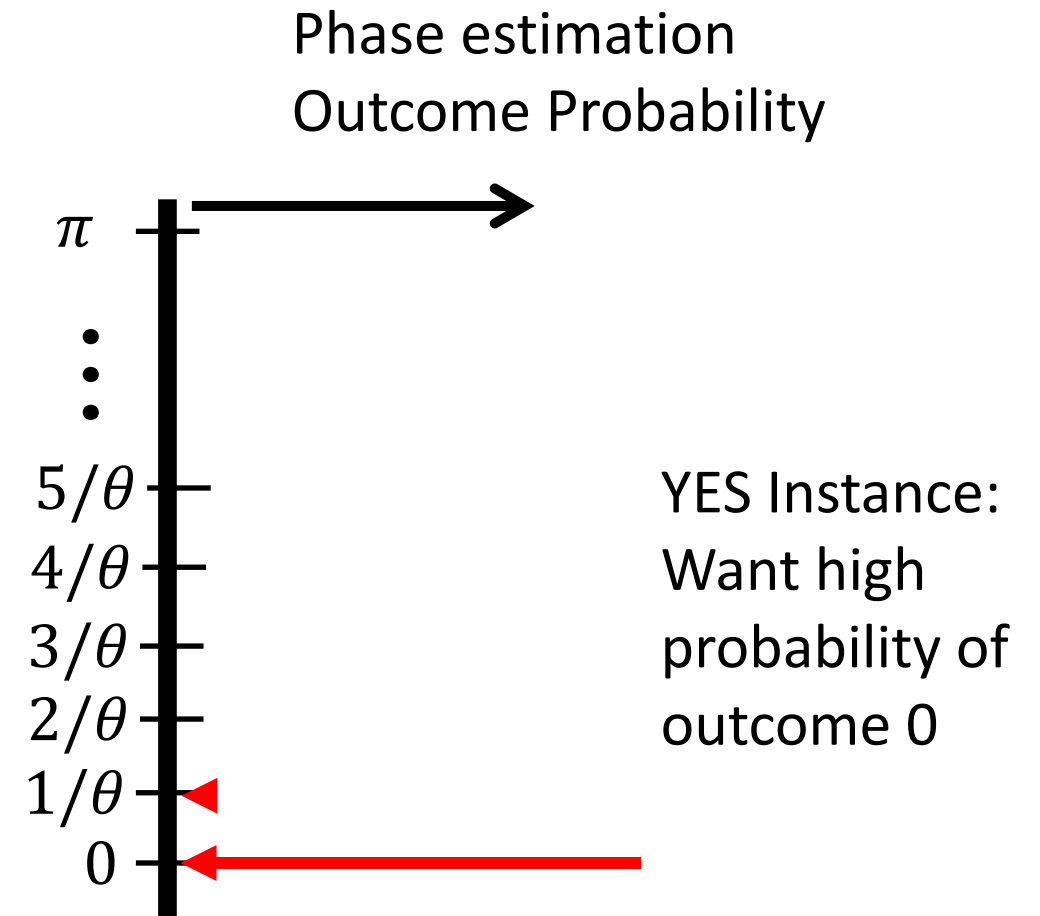 Phase estimation
Outcome Probability
π
⋮
5/θ
4/θ
3/θ
2/θ
1/θ
0
YES Instance:
Want high
probability of
outcome 0